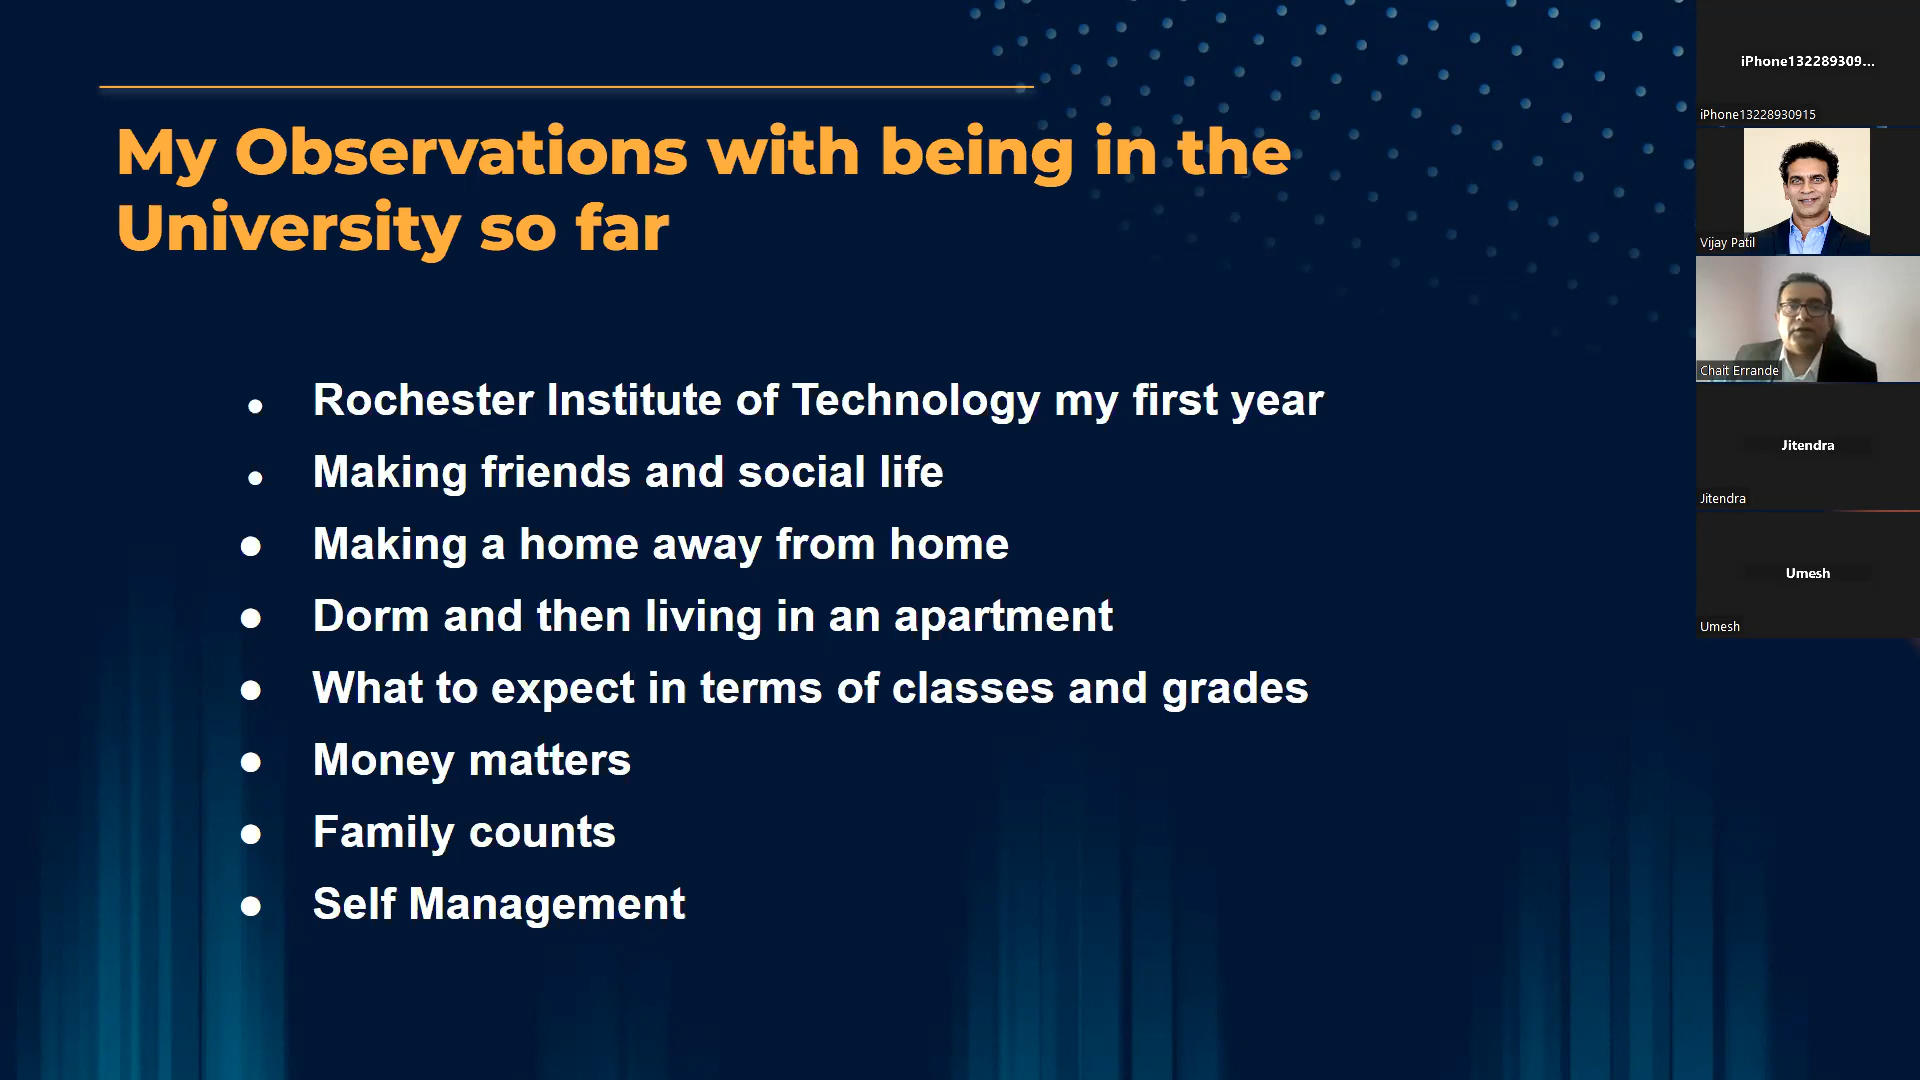 My Observations with being in the
University so far
• Rochester Institute of Technology my first year
• Making friends and social life
● Making a home away from home
● Dorm and then living in an apartment
● What to expect in terms of classes and grades
● Money matters
● Family counts
● Self Management
iPhone132289309...
iPhone13228930915
Vijay Patil
Chait Errande
Jitendra
Jitendra
Umesh
Umesh